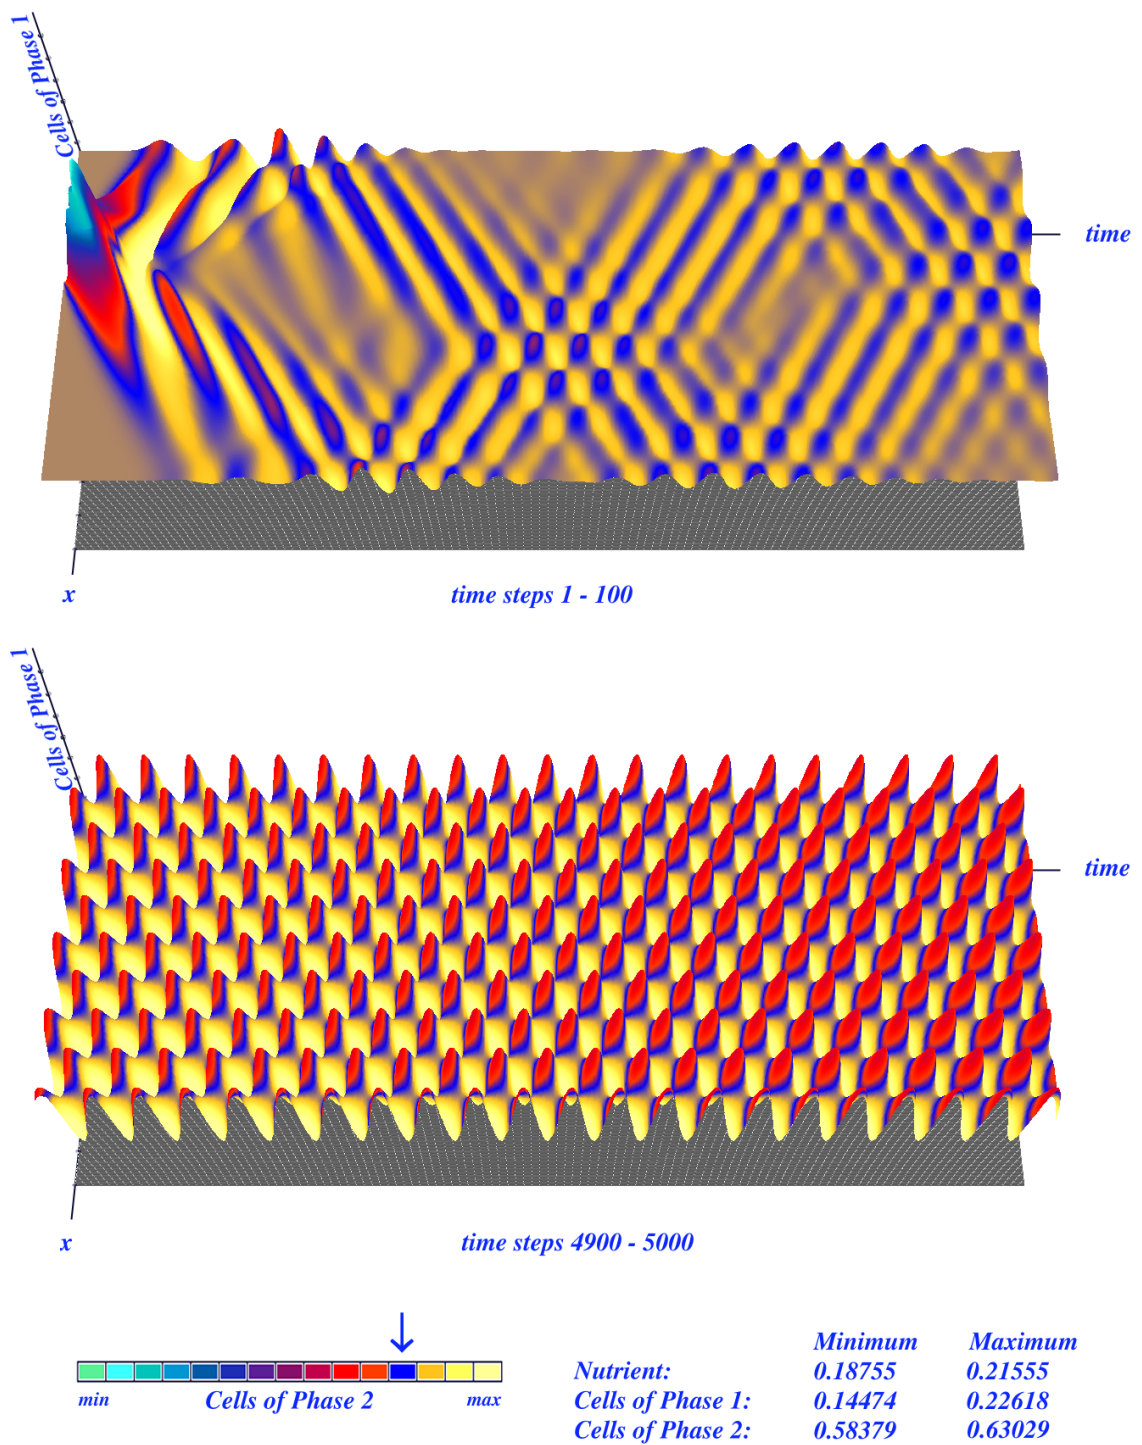 Cells of Phase 1
time
x
time steps 1 - 100
Cells of Phase 1
time
x
time steps 4900 - 5000
min Cells of Phase 2 max
Minimum Maximum
Nutrient: 0.18755 0.21555
Cells of Phase 1: 0.14474 0.22618
Cells of Phase 2: 0.58379 0.63029